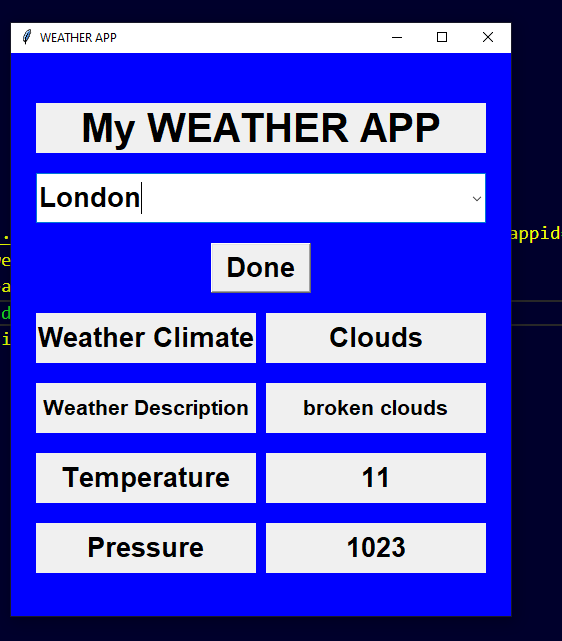 WEATHER APP
My WEATHER APP
London
appid
Done
Weather Climate Clouds
Weather Description broken clouds
Temperature 11
Pressure 1023